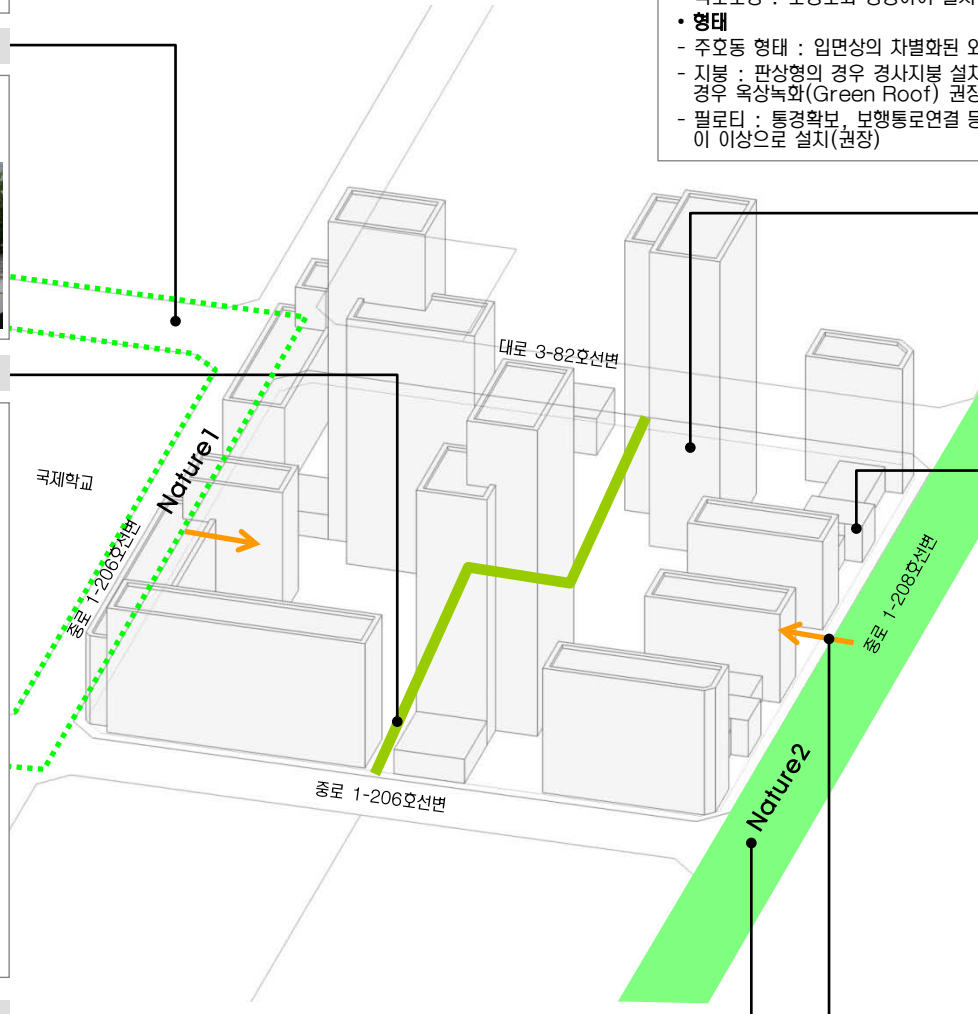 • 형태
- 주호동 형태 : 입면상의 차별화된
- 지붕 : 판상형의 경우 경사지붕 설치
경우 옥상녹화(Green Roof) 권장
- 필로티 : 통경확보, 보행통로연결 등
이 이상으로 설치(권장)
대로 3-82호선변
국제학교
Nature1
중로 1-206호선변
중로 1-208호선변
중로 1-206호선변
Nature2